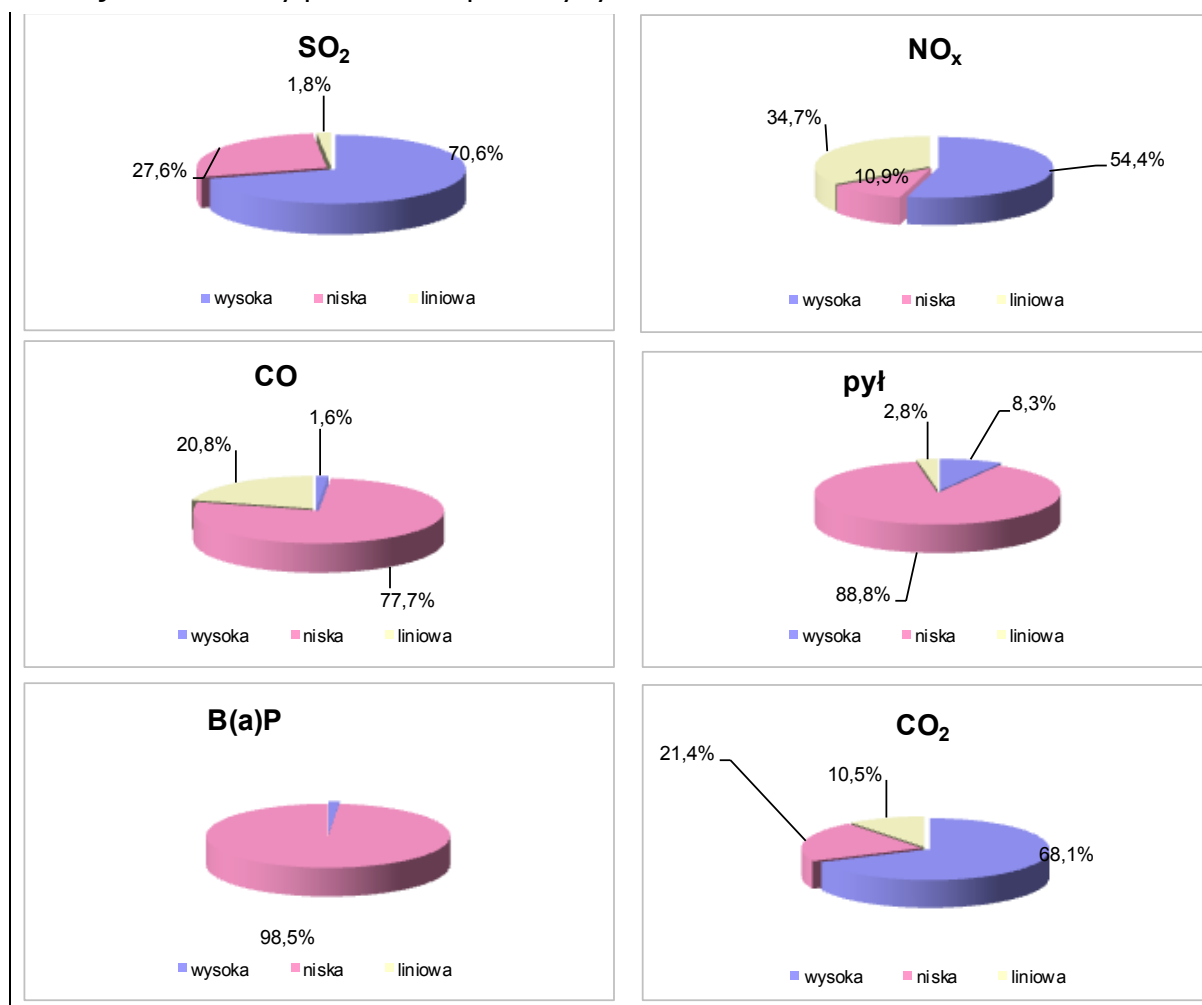 SO₂
1,8%
27,6%
70,6%
wysoka niska liniowa
NOₓ
34,7%
10,9%
54,4%
wysoka niska liniowa
CO
1,6%
20,8%
77,7%
wysoka niska liniowa
pył
2,8%
8,3%
88,8%
wysoka niska liniowa
B(a)P
98,5%
wysoka niska liniowa
CO₂
21,4%
10,5%
68,1%
wysoka niska liniowa